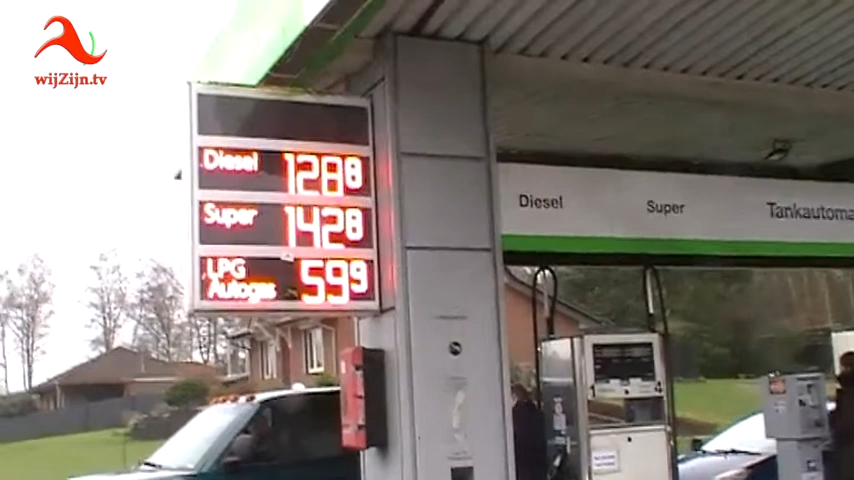 wijZijn.tv
Diesel 128⁸
Super 142⁸
LPG
Autogas 59⁹
Diesel Super Tankautoma